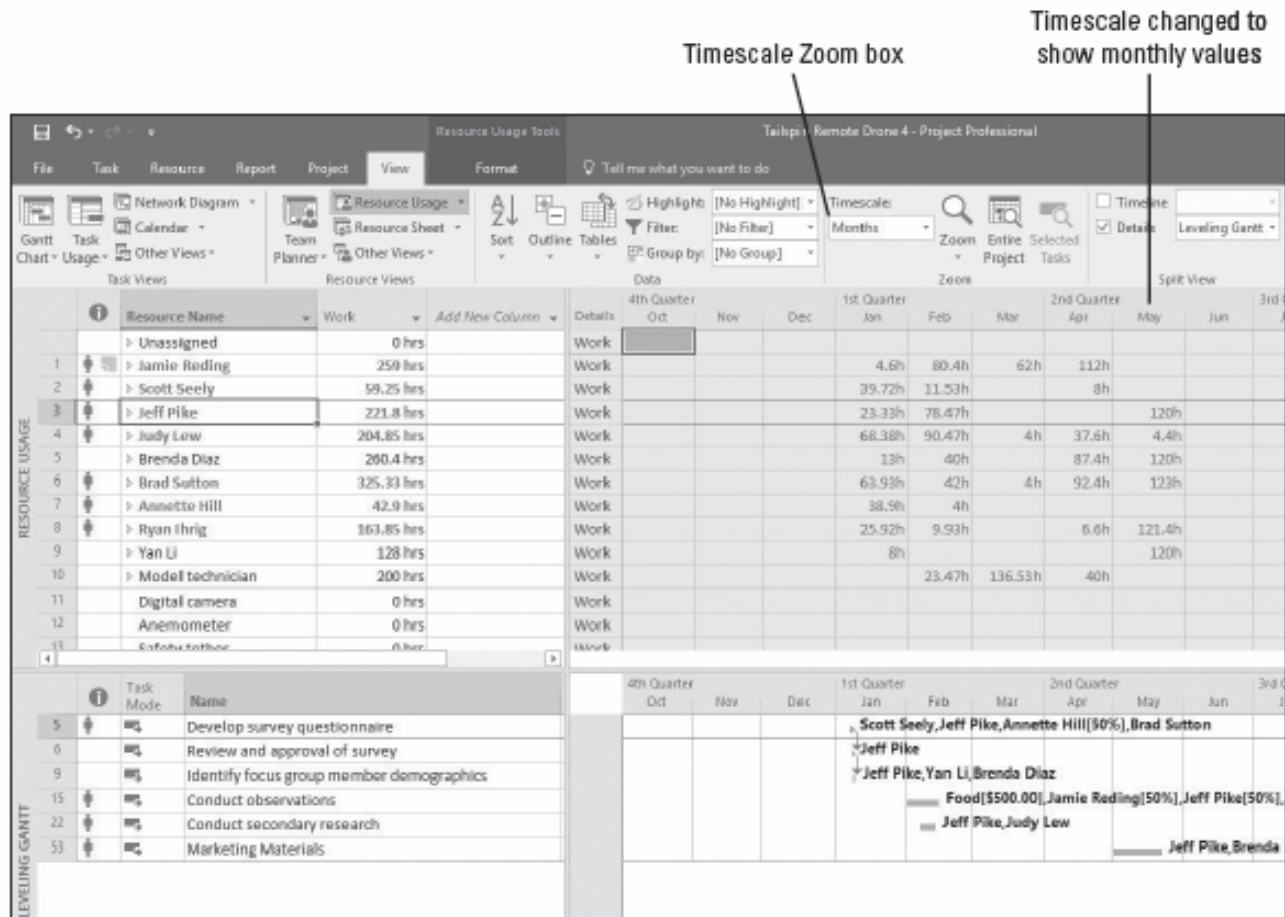 Timescale changed to
show monthly values
Timescale Zoom box
Resource Usage Tools
Tailspin Remote Drone 4 - Project Professional
File Task Resource Report Project View Format Tell me what you want to do
Gantt Chart
Task Usage
Network Diagram
Calendar
Other Views
Task Views
Team Planner
Resource Usage
Resource Sheet
Other Views
Resource Views
Sort Outline Tables
Highlight: [No Highlight]
Filter: [No Filter]
Group by: [No Group]
Data
Timescale:
Months
Zoom
Entire Project
Selected Tasks
Zoom
Timeline
Details Leveling Gantt
Split View
RESOURCE USAGE
Resource Name Work Add New Column Details
4th Quarter 1st Quarter 2nd Quarter
Oct Nov Dec Jan Feb Mar Apr May Jun
Unassigned 0 hrs Work
1 Jamie Reding 259 hrs Work 4.6h 80.4h 62h 112h
2 Scott Seely 59.25 hrs Work 39.72h 11.53h 8h
3 Jeff Pike 221.8 hrs Work 23.33h 78.47h 120h
4 Judy Lew 204.85 hrs Work 68.38h 90.47h 4h 37.6h 4.4h
5 Brenda Diaz 260.4 hrs Work 13h 40h 87.4h 120h
6 Brad Sutton 325.33 hrs Work 63.93h 42h 4h 92.4h 123h
7 Annette Hill 42.9 hrs Work 38.9h 4h
8 Ryan Ihrig 163.85 hrs Work 25.92h 9.93h 6.6h 121.4h
9 Yan Li 128 hrs Work 8h 120h
10 Modell technician 200 hrs Work 23.47h 136.53h 40h
11 Digital camera 0 hrs Work
12 Anemometer 0 hrs Work
13
LEVELING GANTT
Task Mode Name
4th Quarter 1st Quarter 2nd Quarter
Oct Nov Dec Jan Feb Mar Apr May Jun
5 Develop survey questionnaire Scott Seely,Jeff Pike,Annette Hill[50%],Brad Sutton
6 Review and approval of survey Jeff Pike
9 Identify focus group member demographics Jeff Pike,Yan Li,Brenda Diaz
15 Conduct observations Food[$500.00],Jamie Reding[50%],Jeff Pike[50%],
22 Conduct secondary research Jeff Pike,Judy Lew
53 Marketing Materials Jeff Pike,Brenda